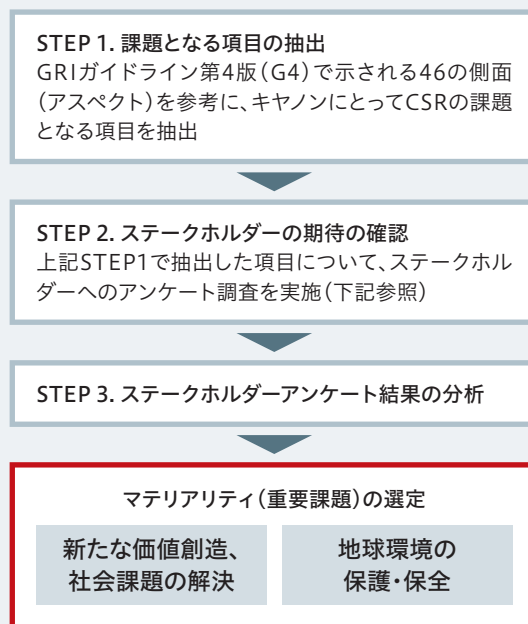 STEP 1. 課題となる項目の抽出
GRIガイドライン第4版(G4)で示される46の側面
(アスペクト)を参考に、キヤノンにとってCSRの課題
となる項目を抽出
STEP 2. ステークホルダーの期待の確認
上記STEP1で抽出した項目について、ステークホル
ダーへのアンケート調査を実施(下記参照)
STEP 3. ステークホルダーアンケート結果の分析
マテリアリティ(重要課題)の選定
新たな価値創造、
社会課題の解決
地球環境の
保護・保全